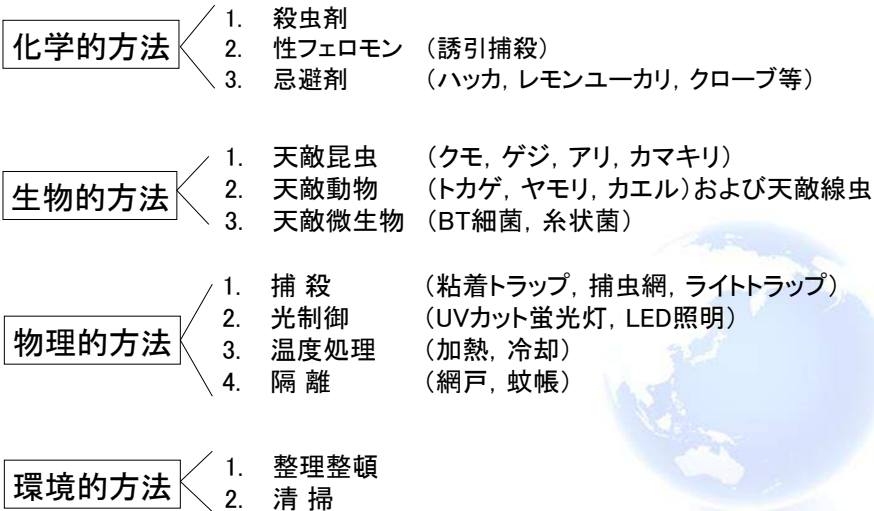 化学的方法
1. 殺虫剤
2. 性フェロモン (誘引捕殺)
3. 忌避剤 (ハッカ, レモンユーカリ, クローブ等)
生物的方法
1. 天敵昆虫 (クモ, ゲジ, アリ, カマキリ)
2. 天敵動物 (トカゲ, ヤモリ, カエル)および天敵線虫
3. 天敵微生物 (BT細菌, 糸状菌)
物理的方法
1. 捕 殺 (粘着トラップ, 捕虫網, ライトトラップ)
2. 光制御 (UVカット蛍光灯, LED照明)
3. 温度処理 (加熱, 冷却)
4. 隔 離 (網戸, 蚊帳)
環境的方法
1. 整理整頓
2. 清 掃